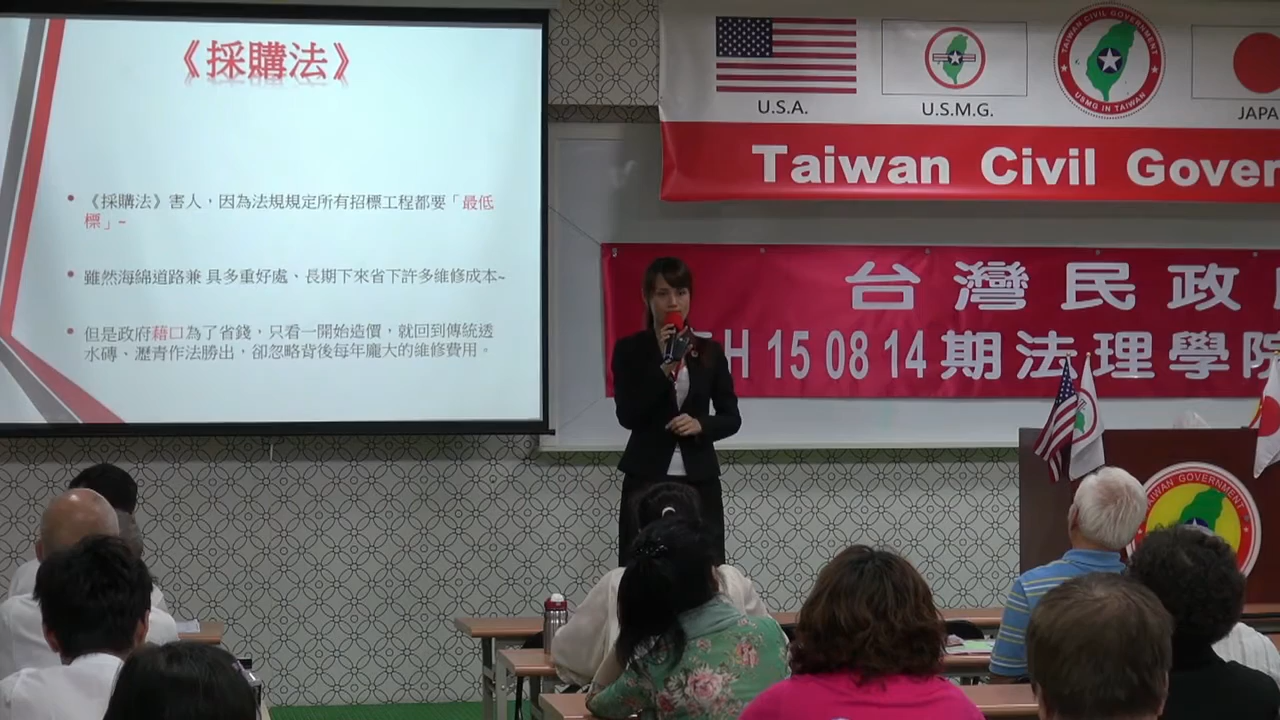 《採購法》
• 《採購法》害人，因為法規規定所有招標工程都要「最低
標」~
• 雖然海綿道路兼 具多重好處、長期下來省下許多維修成本~
• 但是政府藉口為了省錢，只看一開始造價，就回到傳統透
水磚、瀝青作法勝出，卻忽略背後每年龐大的維修費用。
U.S.A.
U.S.M.G.
TAIWAN CIVIL GOVERNMENT
USMG IN TAIWAN
JAPA
Taiwan Civil Gover
台灣民政
H 15 08 14 期法理學院
TAIWAN GOVERNMENT